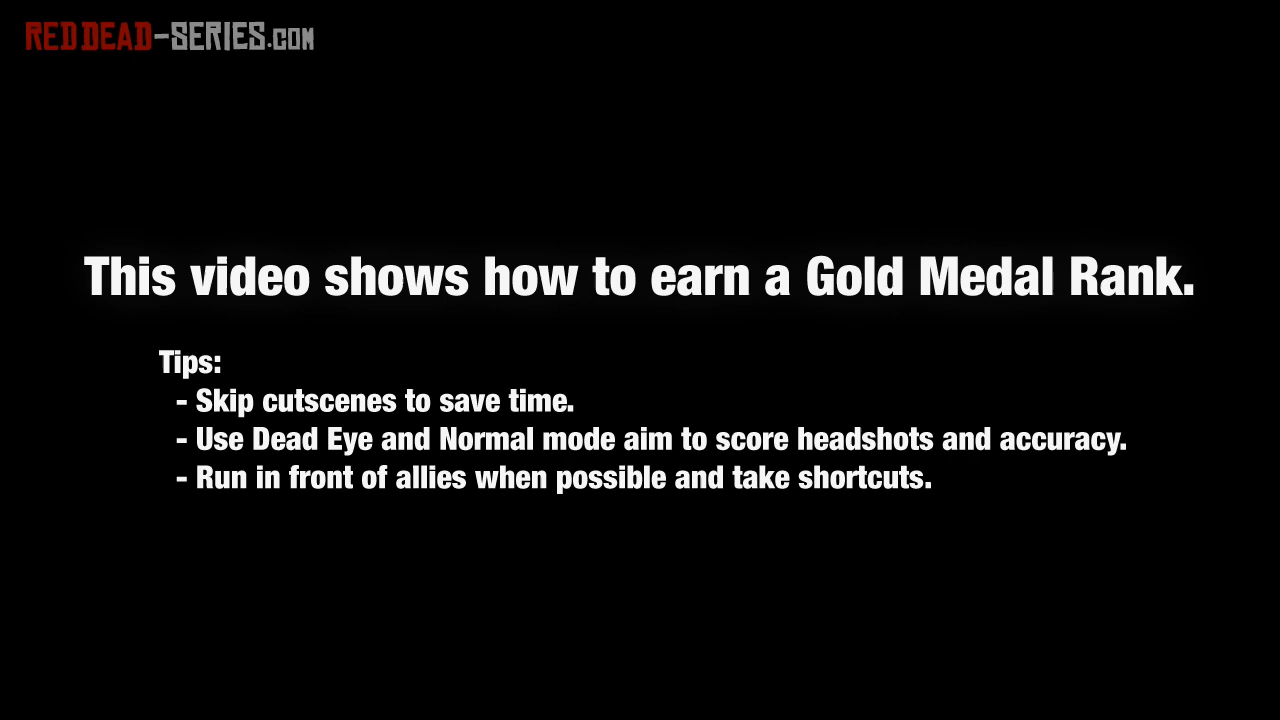 RED DEAD-SERIES.COM
This video shows how to earn a Gold Medal Rank.
Tips:
- Skip cutscenes to save time.
- Use Dead Eye and Normal mode aim to score headshots and accuracy.
- Run in front of allies when possible and take shortcuts.